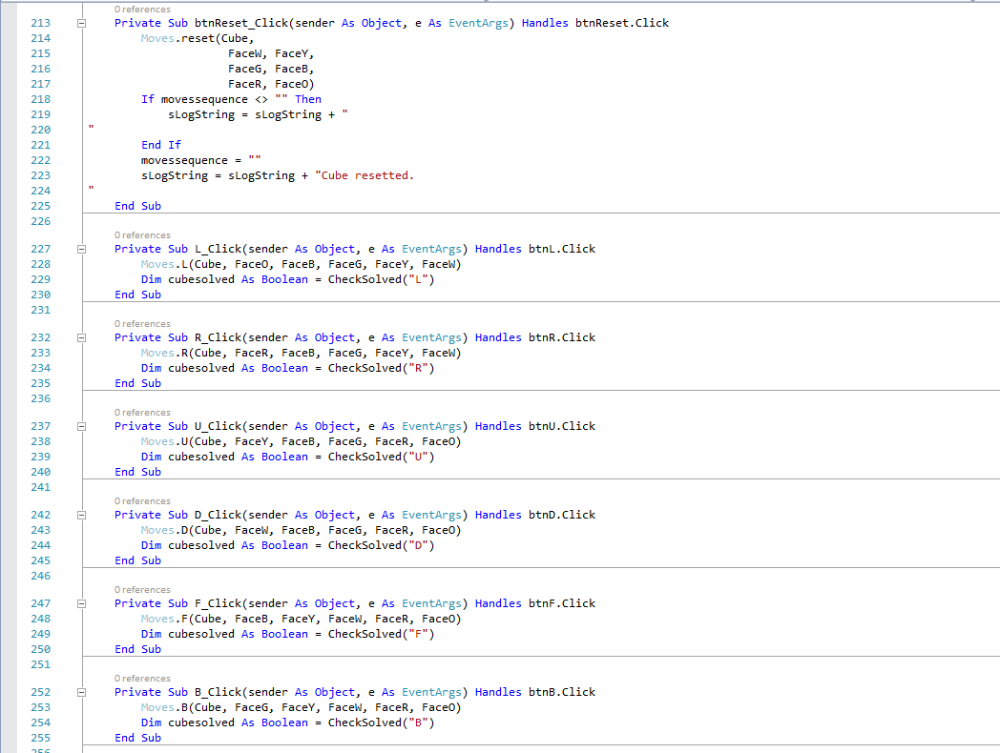 0 references
213 Private Sub btnReset_Click(sender As Object, e As EventArgs) Handles btnReset.Click
214 Moves.reset(Cube,
215 FaceW, FaceY,
216 FaceG, FaceB,
217 FaceR, FaceO)
218 If movessequence <> "" Then
219 sLogString = sLogString + "
220 "
221 End If
222 movessequence = ""
223 sLogString = sLogString + "Cube resetted.
224 "
225 End Sub
226
0 references
227 Private Sub L_Click(sender As Object, e As EventArgs) Handles btnL.Click
228 Moves.L(Cube, FaceO, FaceB, FaceG, FaceY, FaceW)
229 Dim cubesolved As Boolean = CheckSolved("L")
230 End Sub
231
0 references
232 Private Sub R_Click(sender As Object, e As EventArgs) Handles btnR.Click
233 Moves.R(Cube, FaceR, FaceB, FaceG, FaceY, FaceW)
234 Dim cubesolved As Boolean = CheckSolved("R")
235 End Sub
236
0 references
237 Private Sub U_Click(sender As Object, e As EventArgs) Handles btnU.Click
238 Moves.U(Cube, FaceY, FaceB, FaceG, FaceR, FaceO)
239 Dim cubesolved As Boolean = CheckSolved("U")
240 End Sub
241
0 references
242 Private Sub D_Click(sender As Object, e As EventArgs) Handles btnD.Click
243 Moves.D(Cube, FaceW, FaceB, FaceG, FaceR, FaceO)
244 Dim cubesolved As Boolean = CheckSolved("D")
245 End Sub
246
0 references
247 Private Sub F_Click(sender As Object, e As EventArgs) Handles btnF.Click
248 Moves.F(Cube, FaceB, FaceY, FaceW, FaceR, FaceO)
249 Dim cubesolved As Boolean = CheckSolved("F")
250 End Sub
251
0 references
252 Private Sub B_Click(sender As Object, e As EventArgs) Handles btnB.Click
253 Moves.B(Cube, FaceG, FaceY, FaceW, FaceR, FaceO)
254 Dim cubesolved As Boolean = CheckSolved("B")
255 End Sub
256